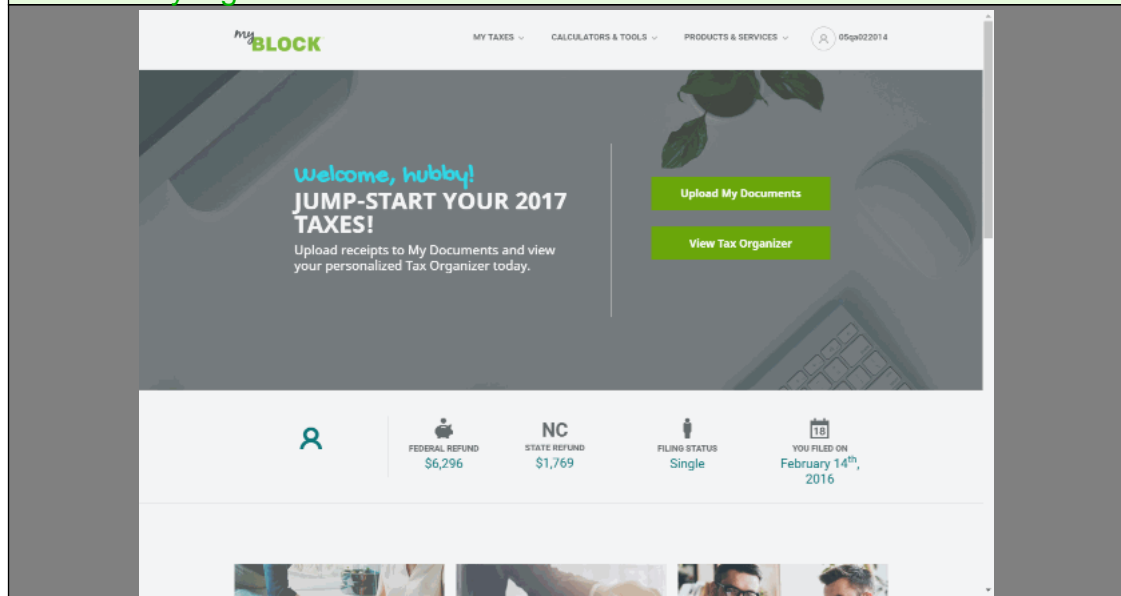 my BLOCK
MY TAXES
CALCULATORS & TOOLS
PRODUCTS & SERVICES
05qa022014
Welcome, hubby!
JUMP-START YOUR 2017
TAXES!
Upload receipts to My Documents and view
your personalized Tax Organizer today.
Upload My Documents
View Tax Organizer
FEDERAL REFUND
$6,296
NC
STATE REFUND
$1,769
FILING STATUS
Single
18
YOU FILED ON
February 14th,
2016